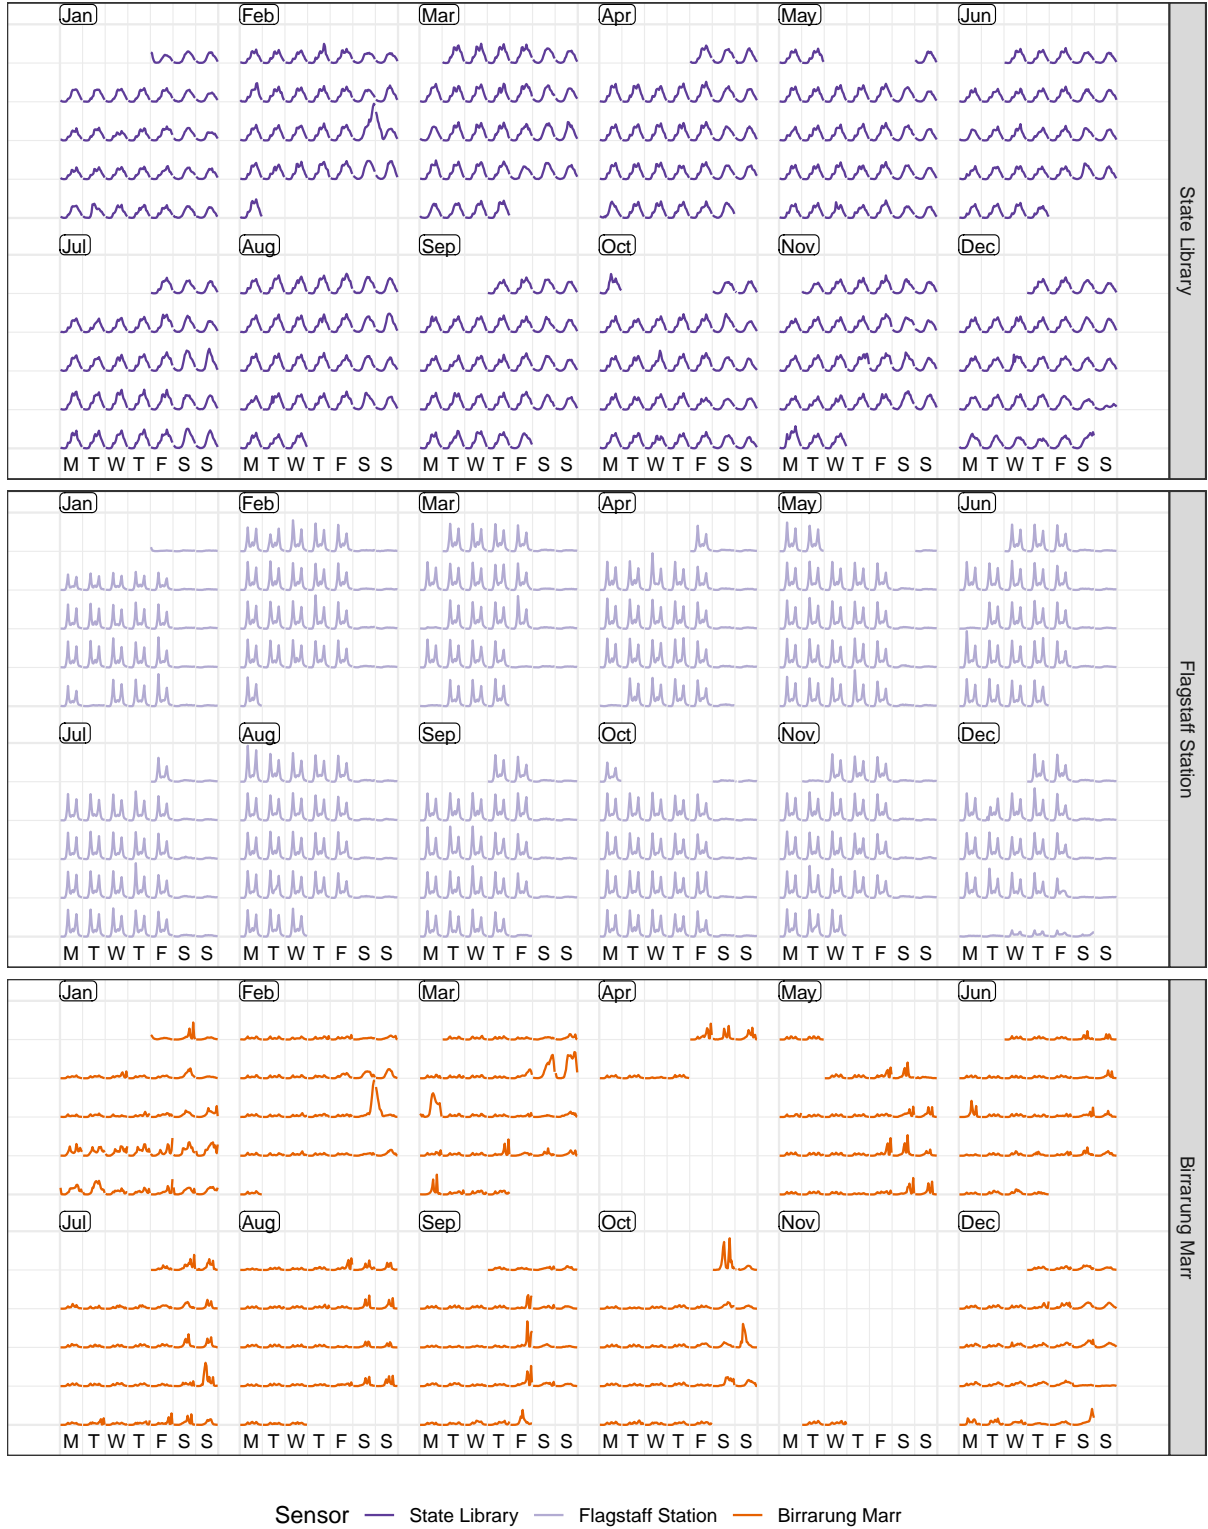 Jan Feb Mar Apr May Jun
Jul Aug Sep Oct Nov Dec
M T W T F S S M T W T F S S M T W T F S S M T W T F S S M T W T F S S M T W T F S S
State Library
Jan Feb Mar Apr May Jun
Jul Aug Sep Oct Nov Dec
M T W T F S S M T W T F S S M T W T F S S M T W T F S S M T W T F S S M T W T F S S
Flagstaff Station
Jan Feb Mar Apr May Jun
Jul Aug Sep Oct Nov Dec
M T W T F S S M T W T F S S M T W T F S S M T W T F S S M T W T F S S M T W T F S S
Birrarung Marr
Sensor State Library Flagstaff Station Birrarung Marr